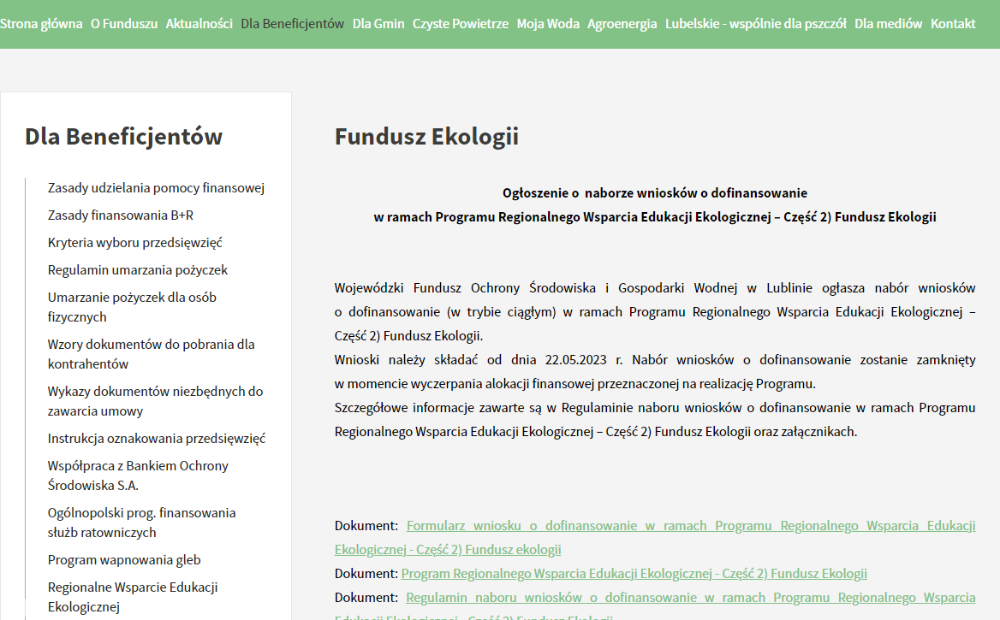 Strona główna O Funduszu Aktualności Dla Beneficjentów Dla Gmin Czyste Powietrze Moja Woda Agroenergia Lubelskie - wspólnie dla pszczół Dla mediów Kontakt
Dla Beneficjentów
Zasady udzielania pomocy finansowej
Zasady finansowania B+R
Kryteria wyboru przedsięwzięć
Regulamin umarzania pożyczek
Umarzanie pożyczek dla osób
fizycznych
Wzory dokumentów do pobrania dla
kontrahentów
Wykazy dokumentów niezbędnych do
zawarcia umowy
Instrukcja oznakowania przedsięwzięć
Współpraca z Bankiem Ochrony
Środowiska S.A.
Ogólnopolski prog. finansowania
służb ratowniczych
Program wapnowania gleb
Regionalne Wsparcie Edukacji
Ekologicznej
Fundusz Ekologii
Ogłoszenie o naborze wniosków o dofinansowanie
w ramach Programu Regionalnego Wsparcia Edukacji Ekologicznej – Część 2) Fundusz Ekologii
Wojewódzki Fundusz Ochrony Środowiska i Gospodarki Wodnej w Lublinie ogłasza nabór wniosków
o dofinansowanie (w trybie ciągłym) w ramach Programu Regionalnego Wsparcia Edukacji Ekologicznej –
Część 2) Fundusz Ekologii.
Wnioski należy składać od dnia 22.05.2023 r. Nabór wniosków o dofinansowanie zostanie zamknięty
w momencie wyczerpania alokacji finansowej przeznaczonej na realizację Programu.
Szczegółowe informacje zawarte są w Regulaminie naboru wniosków o dofinansowanie w ramach Programu
Regionalnego Wsparcia Edukacji Ekologicznej – Część 2) Fundusz Ekologii oraz załącznikach.
Dokument: Formularz wniosku o dofinansowanie w ramach Programu Regionalnego Wsparcia Edukacji
Ekologicznej - Część 2) Fundusz ekologii
Dokument: Program Regionalnego Wsparcia Edukacji Ekologicznej - Część 2) Fundusz Ekologii
Dokument: Regulamin naboru wniosków o dofinansowanie w ramach Programu Regionalnego Wsparcia
Edukacji Ekologicznej - Część 2) Fundusz Ekologii